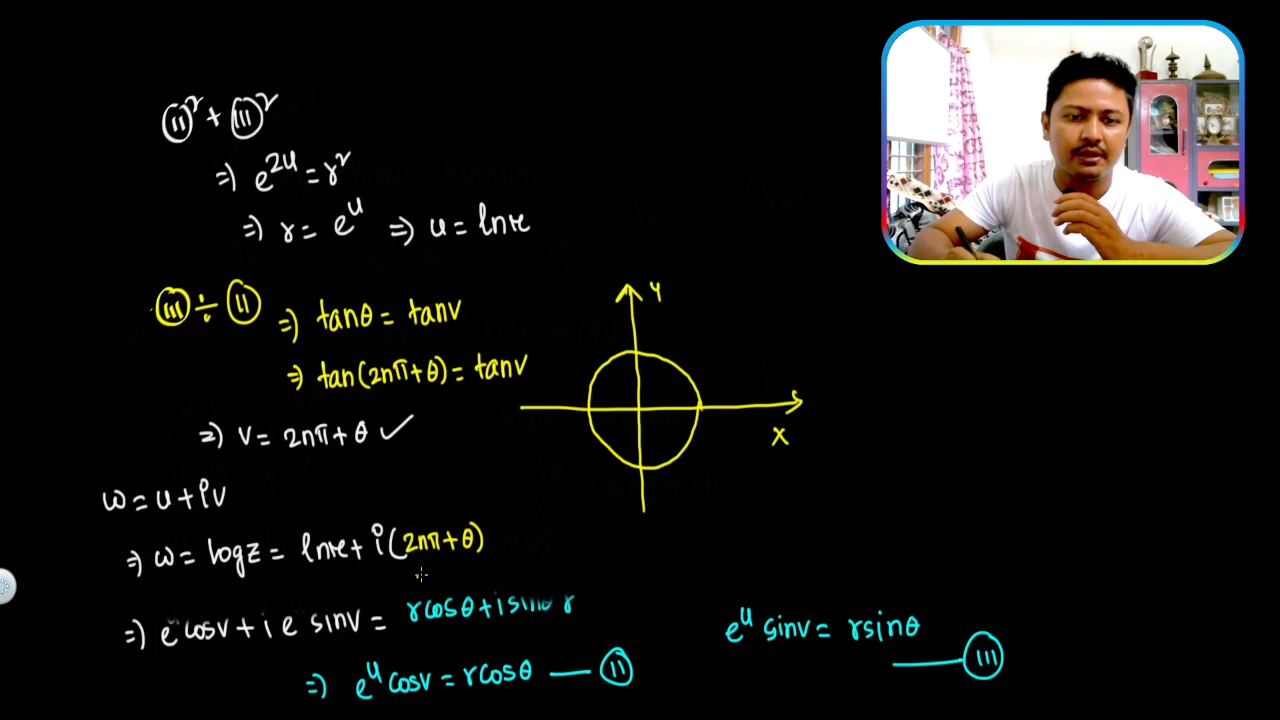 (ii)² + (iii)²
⇒ e^{2u} = r²
⇒ r = e^u ⇒ u = ln r
(iii) ÷ (ii) ⇒ tanθ = tanv
⇒ tan(2nπ+θ) = tanv
⇒ v = 2nπ + θ ✓
Y
X
ω = u + iv
⇒ ω = logz = ln r + i(2nπ + θ)
⇒ e^u cosv + i e sinv = r cosθ + i sinθ r
⇒ e^u cosv = r cosθ — (ii)
e^u sinv = r sinθ
— (iii)